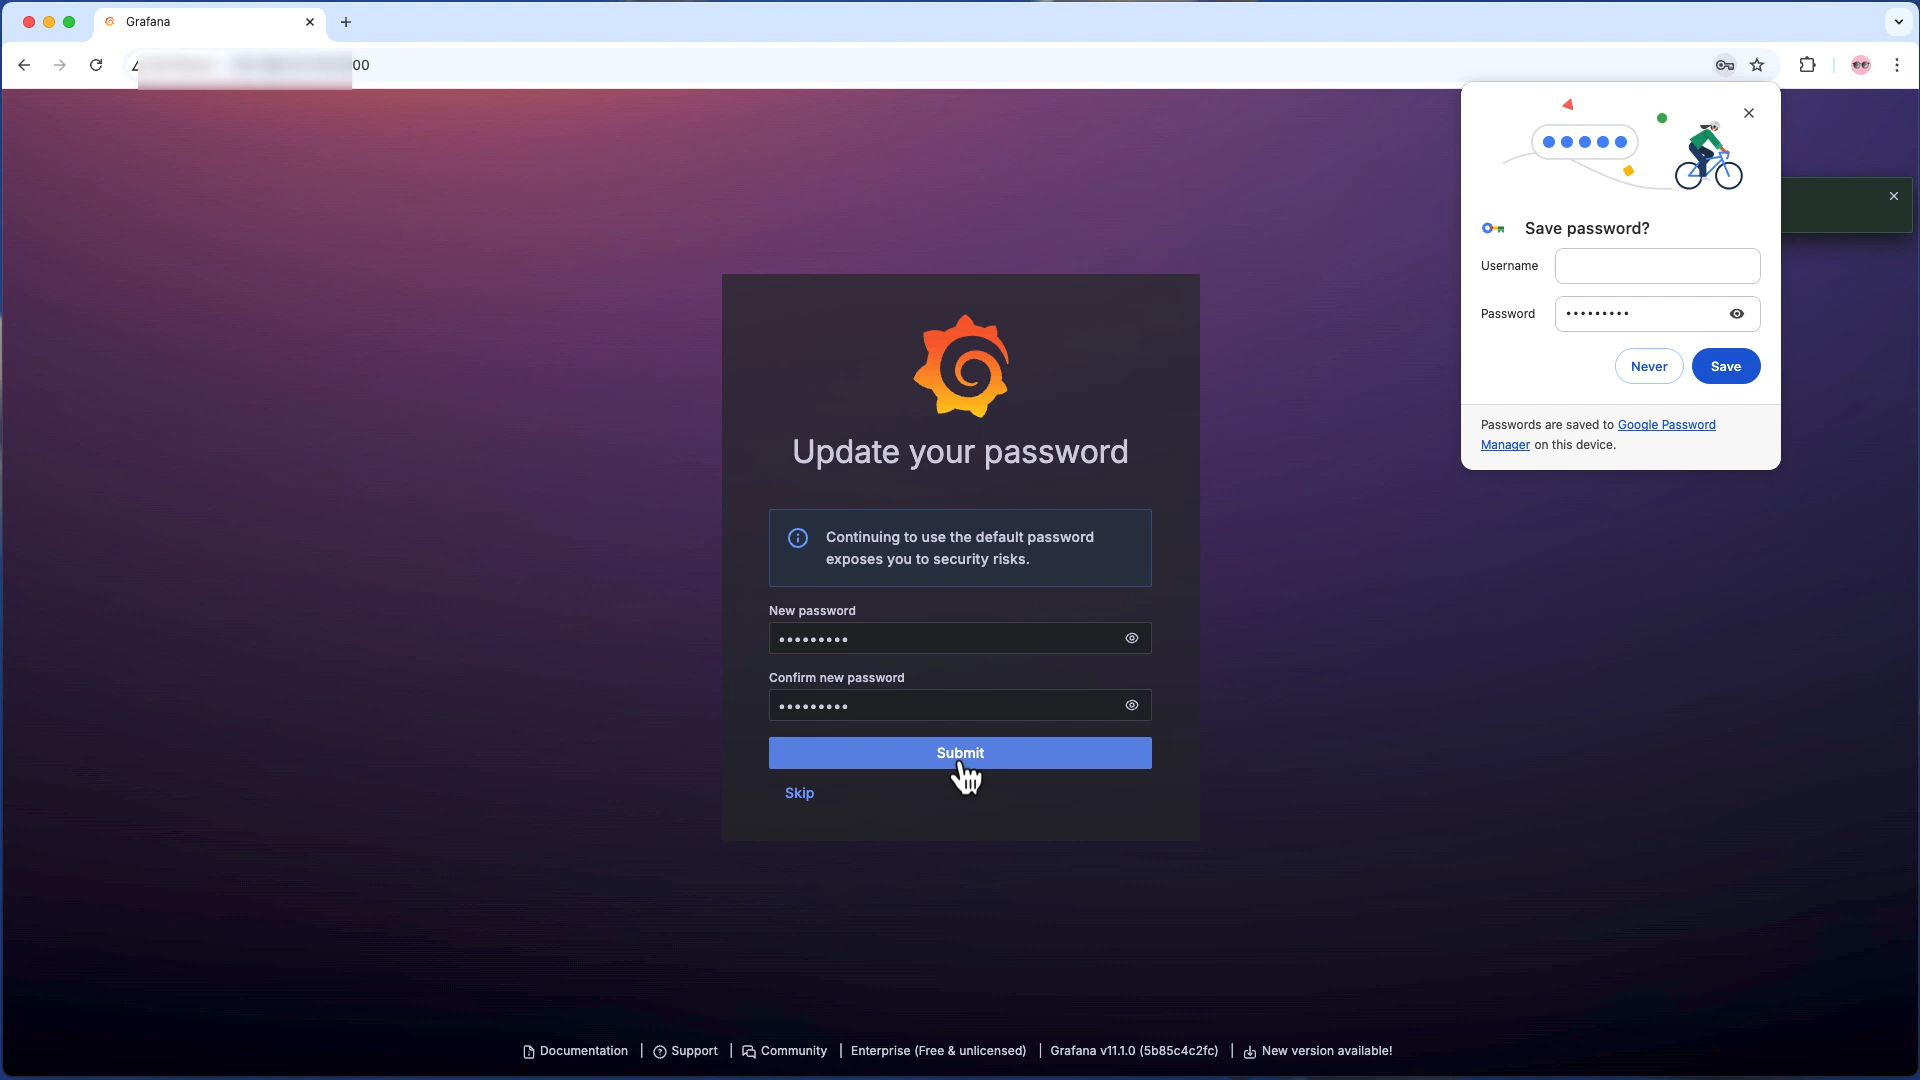 Grafana
00
Save password?
Username
Password
•••••••••
Never
Save
Passwords are saved to Google Password
Manager on this device.
Update your password
Continuing to use the default password
exposes you to security risks.
New password
•••••••••
Confirm new password
•••••••••
Submit
Skip
Documentation | Support | Community | Enterprise (Free & unlicensed) | Grafana v11.1.0 (5b85c4c2fc) | New version available!